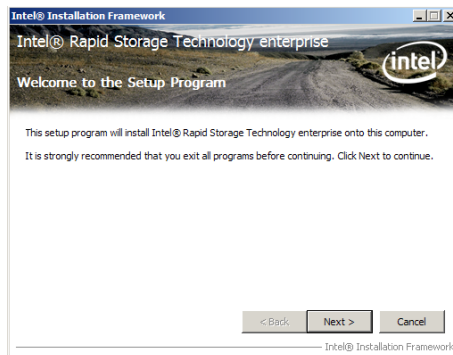 Intel® Installation Framework
Intel® Rapid Storage Technology enterprise
intel
Welcome to the Setup Program
This setup program will install Intel® Rapid Storage Technology enterprise onto this computer.
It is strongly recommended that you exit all programs before continuing. Click Next to continue.
< Back Next > Cancel
Intel® Installation Framework